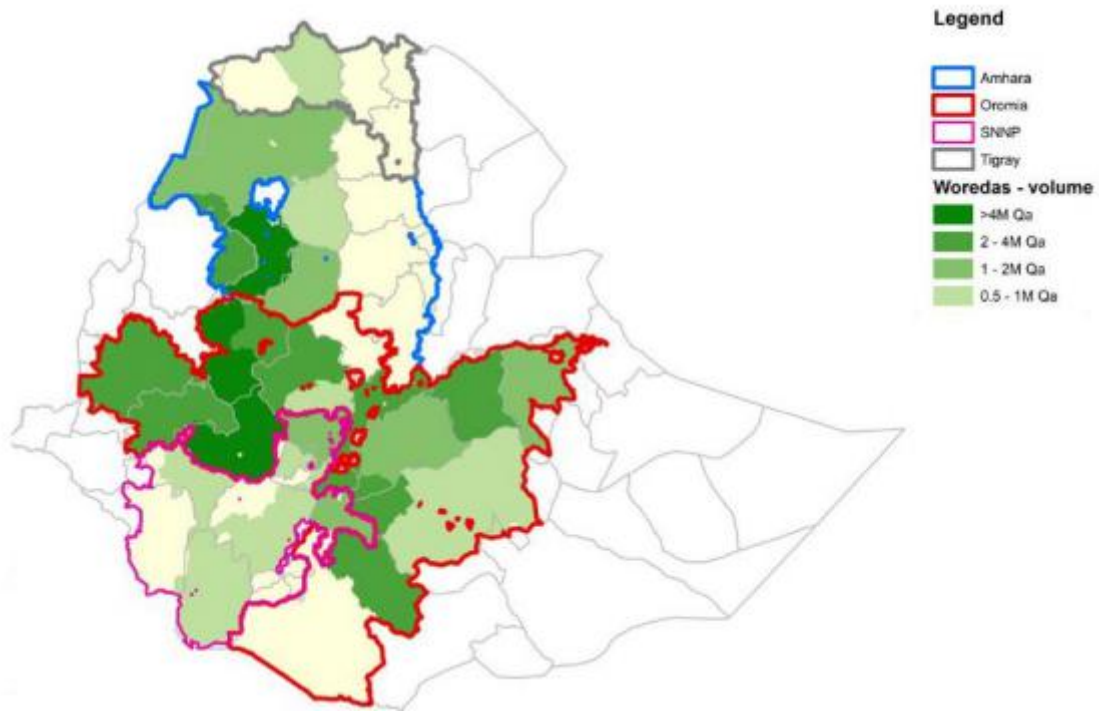 Legend
Amhara
Oromia
SNNP
Tigray
Woredas - volume
>4M Qa
2 - 4M Qa
1 - 2M Qa
0.5 - 1M Qa